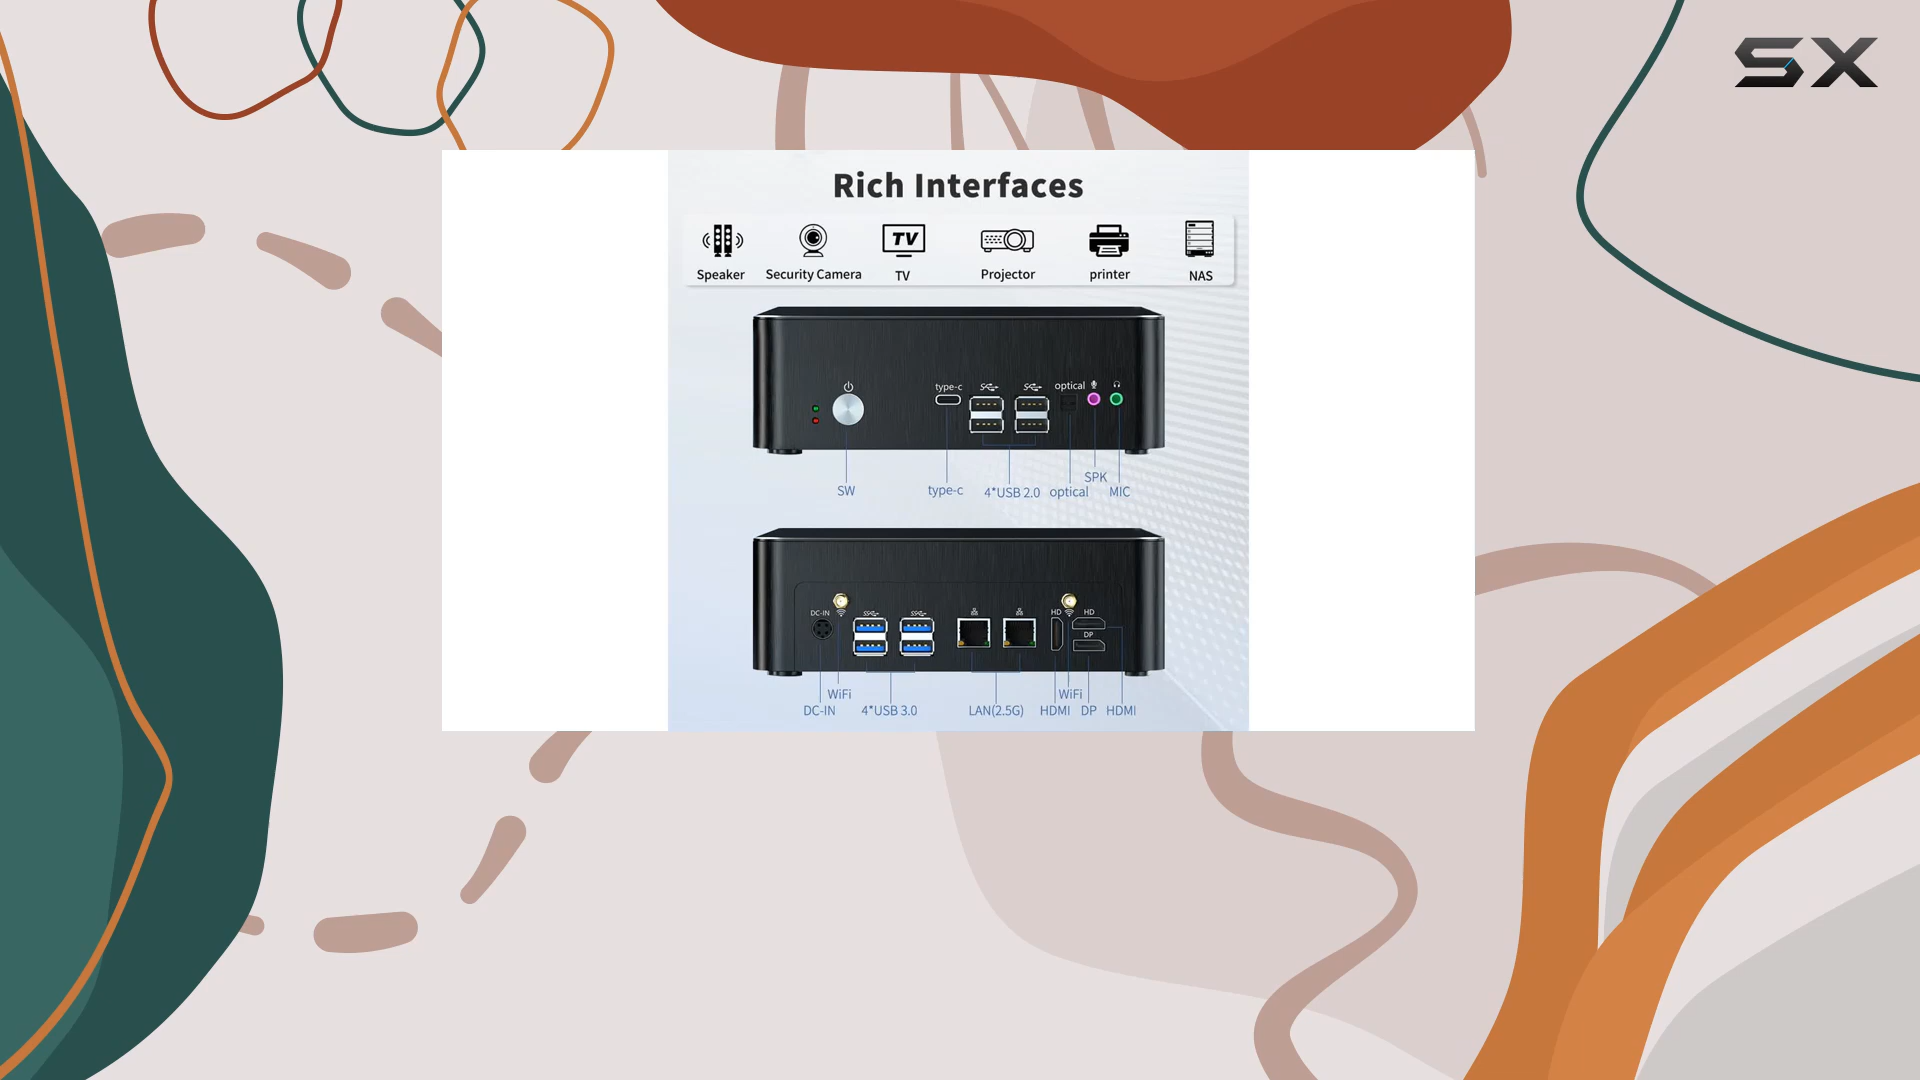 SX
Rich Interfaces
TV
Speaker Security Camera TV Projector printer NAS
type-c optical
SW type-c 4*USB 2.0 optical SPK MIC
DC-IN HD HD
DP
WiFi WiFi
DC-IN 4*USB 3.0 LAN(2.5G) HDMI DP HDMI